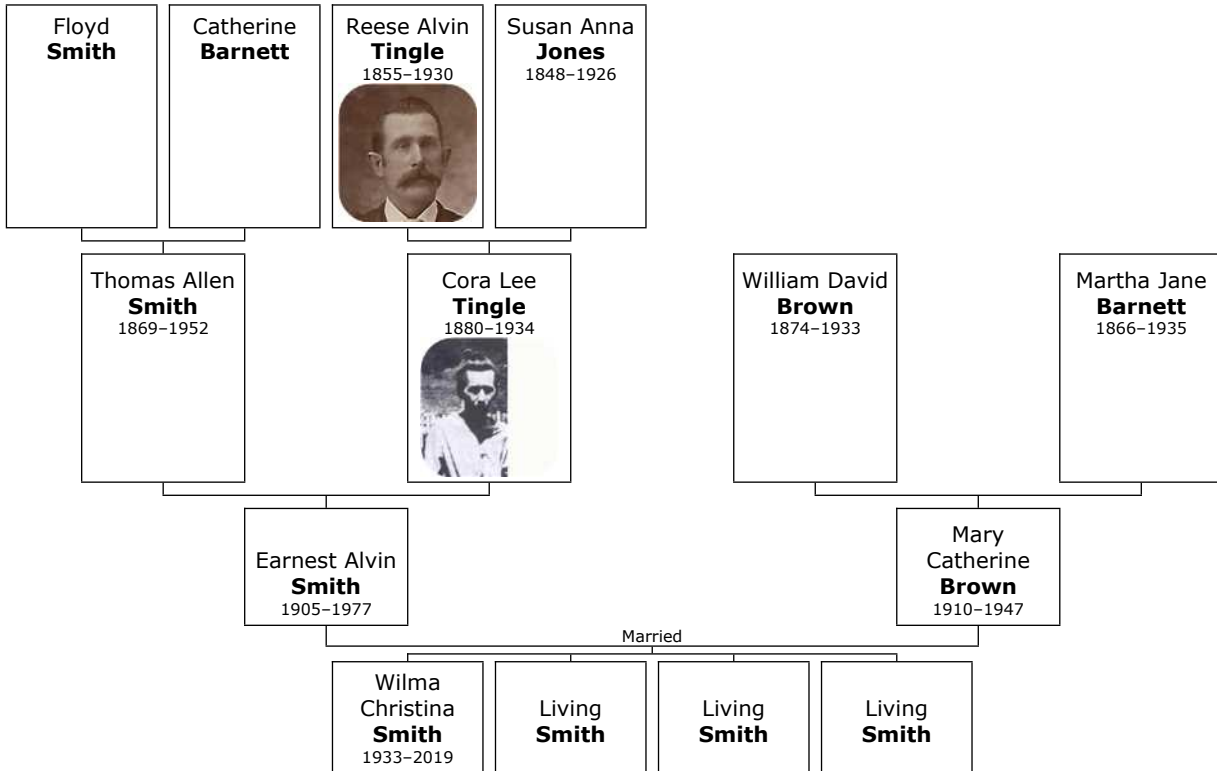 Floyd
Smith
Catherine
Barnett
Reese Alvin
Tingle
1855–1930
Susan Anna
Jones
1848–1926
Thomas Allen
Smith
1869–1952
Cora Lee
Tingle
1880–1934
William David
Brown
1874–1933
Martha Jane
Barnett
1866–1935
Earnest Alvin
Smith
1905–1977
Mary
Catherine
Brown
1910–1947
Married
Wilma
Christina
Smith
1933–2019
Living
Smith
Living
Smith
Living
Smith